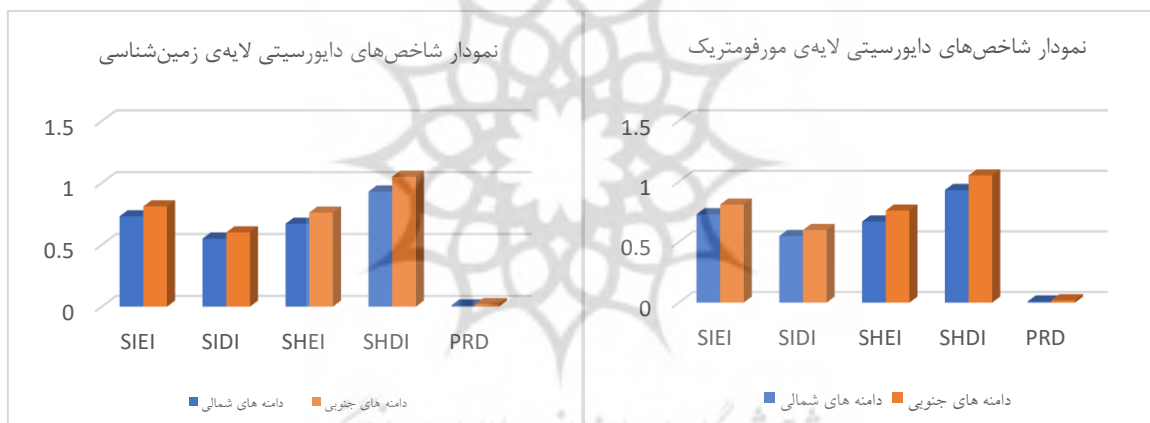 نمودار شاخص‌های دایورسیتی لایه‌ی مورفومتریک
1.5
1
0.5
0
SIEI SIDI SHEI SHDI PRD
دامنه های شمالی دامنه های جنوبی
نمودار شاخص‌های دایورسیتی لایه‌ی زمین‌شناسی
1.5
1
0.5
0
SIEI SIDI SHEI SHDI PRD
دامنه های شمالی دامنه های جنوبی